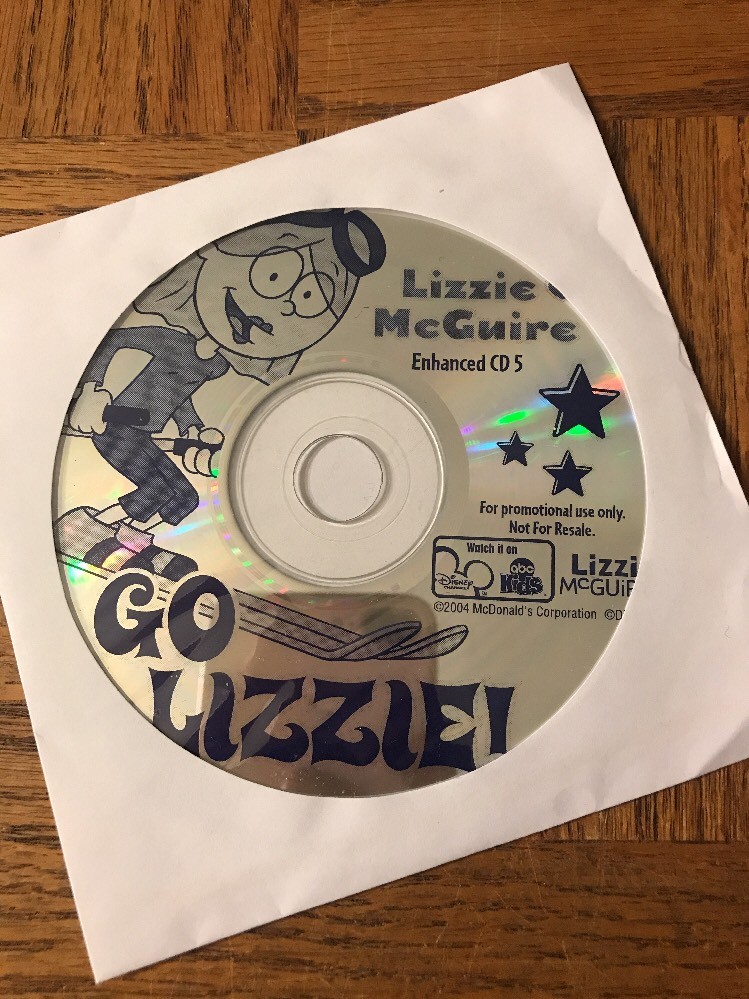 Lizzie
McGuire
Enhanced CD 5
For promotional use only.
Not For Resale.
Watch it on
Disney
CHANNEL
abc
Kids
Lizzi
McGUiR
©2004 McDonald's Corporation ©D
GO
LIZZIE!